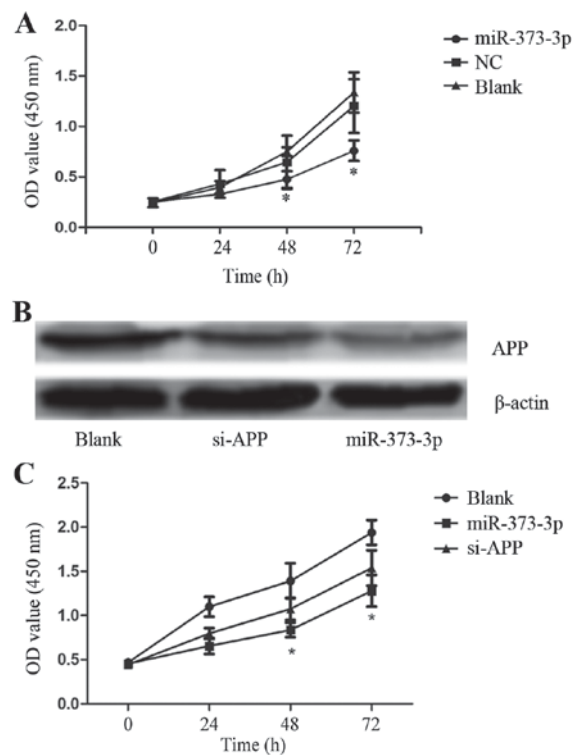 A
OD value (450 nm)
2.0
1.5
1.0
0.5
0.0
0 24 48 72
Time (h)
* *
miR-373-3p
NC
Blank
B
APP
β-actin
Blank si-APP miR-373-3p
C
OD value (450 nm)
2.5
2.0
1.5
1.0
0.5
0.0
0 24 48 72
Time (h)
* *
Blank
miR-373-3p
si-APP